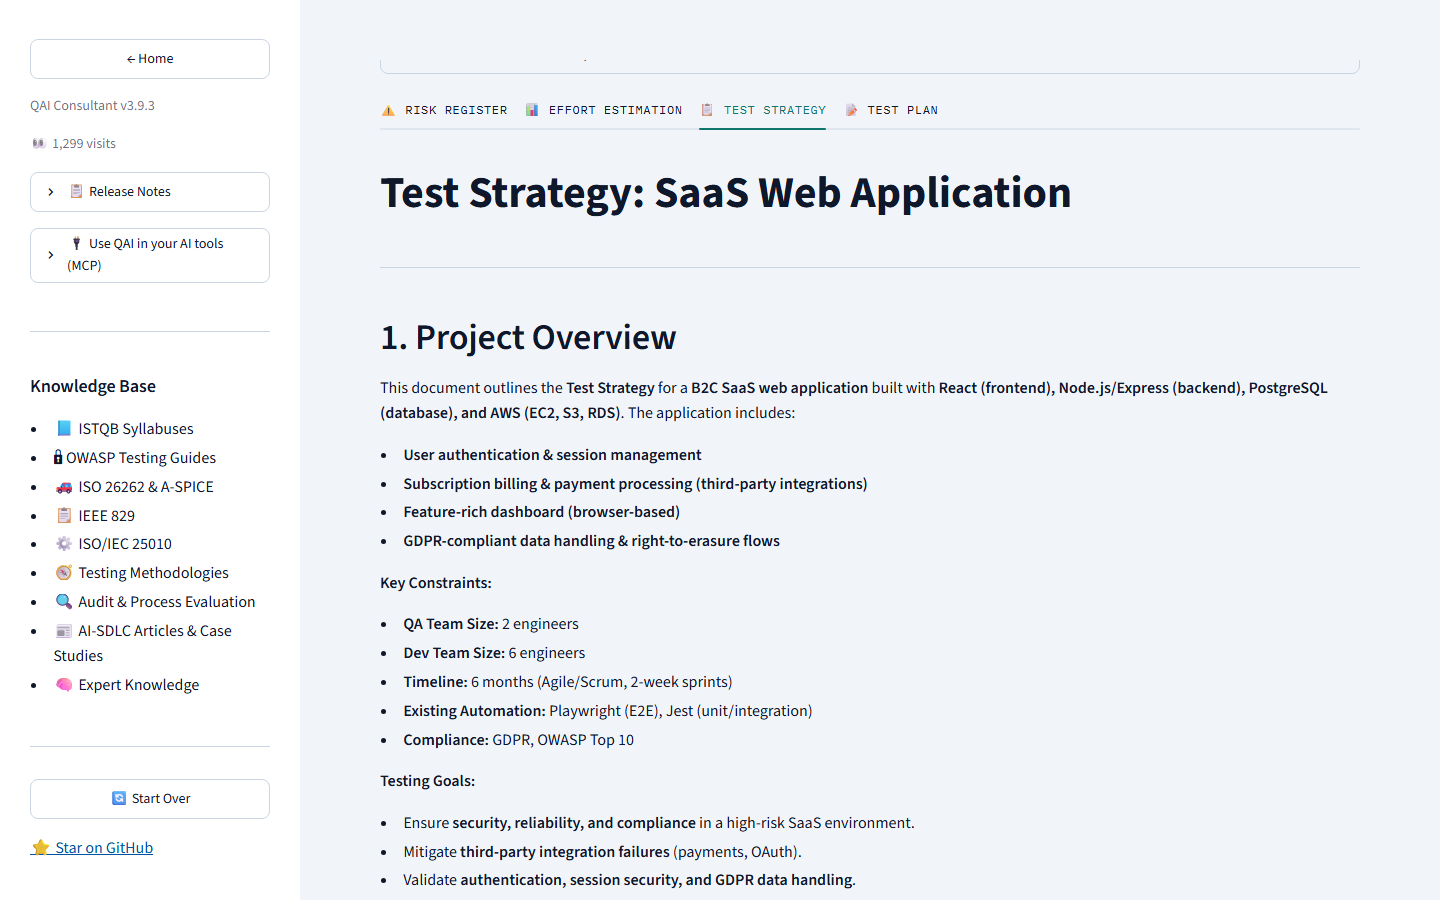 ← Home
QAI Consultant v3.9.3
👀 1,299 visits
📋 Release Notes
🔌 Use QAI in your AI tools
(MCP)
Knowledge Base
• 📘 ISTQB Syllabuses
• 🔒 OWASP Testing Guides
• 🚗 ISO 26262 & A-SPICE
• 📋 IEEE 829
• ⚙️ ISO/IEC 25010
• 🧭 Testing Methodologies
• 🔍 Audit & Process Evaluation
• 📰 AI-SDLC Articles & Case
Studies
• 🧠 Expert Knowledge
🔄 Start Over
⭐ Star on GitHub
⚠️ RISK REGISTER 📊 EFFORT ESTIMATION 📋 TEST STRATEGY 📝 TEST PLAN
Test Strategy: SaaS Web Application
1. Project Overview
This document outlines the Test Strategy for a B2C SaaS web application built with React (frontend), Node.js/Express (backend), PostgreSQL
(database), and AWS (EC2, S3, RDS). The application includes:
• User authentication & session management
• Subscription billing & payment processing (third-party integrations)
• Feature-rich dashboard (browser-based)
• GDPR-compliant data handling & right-to-erasure flows
Key Constraints:
• QA Team Size: 2 engineers
• Dev Team Size: 6 engineers
• Timeline: 6 months (Agile/Scrum, 2-week sprints)
• Existing Automation: Playwright (E2E), Jest (unit/integration)
• Compliance: GDPR, OWASP Top 10
Testing Goals:
• Ensure security, reliability, and compliance in a high-risk SaaS environment.
• Mitigate third-party integration failures (payments, OAuth).
• Validate authentication, session security, and GDPR data handling.